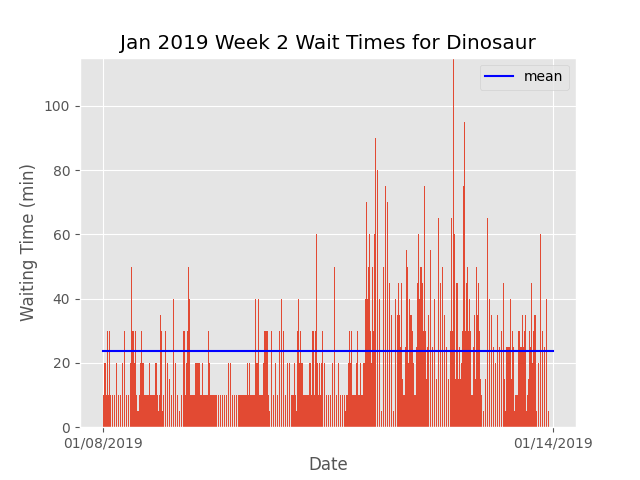 Jan 2019 Week 2 Wait Times for Dinosaur
mean
Waiting Time (min)
100
80
60
40
20
0
01/08/2019
01/14/2019
Date